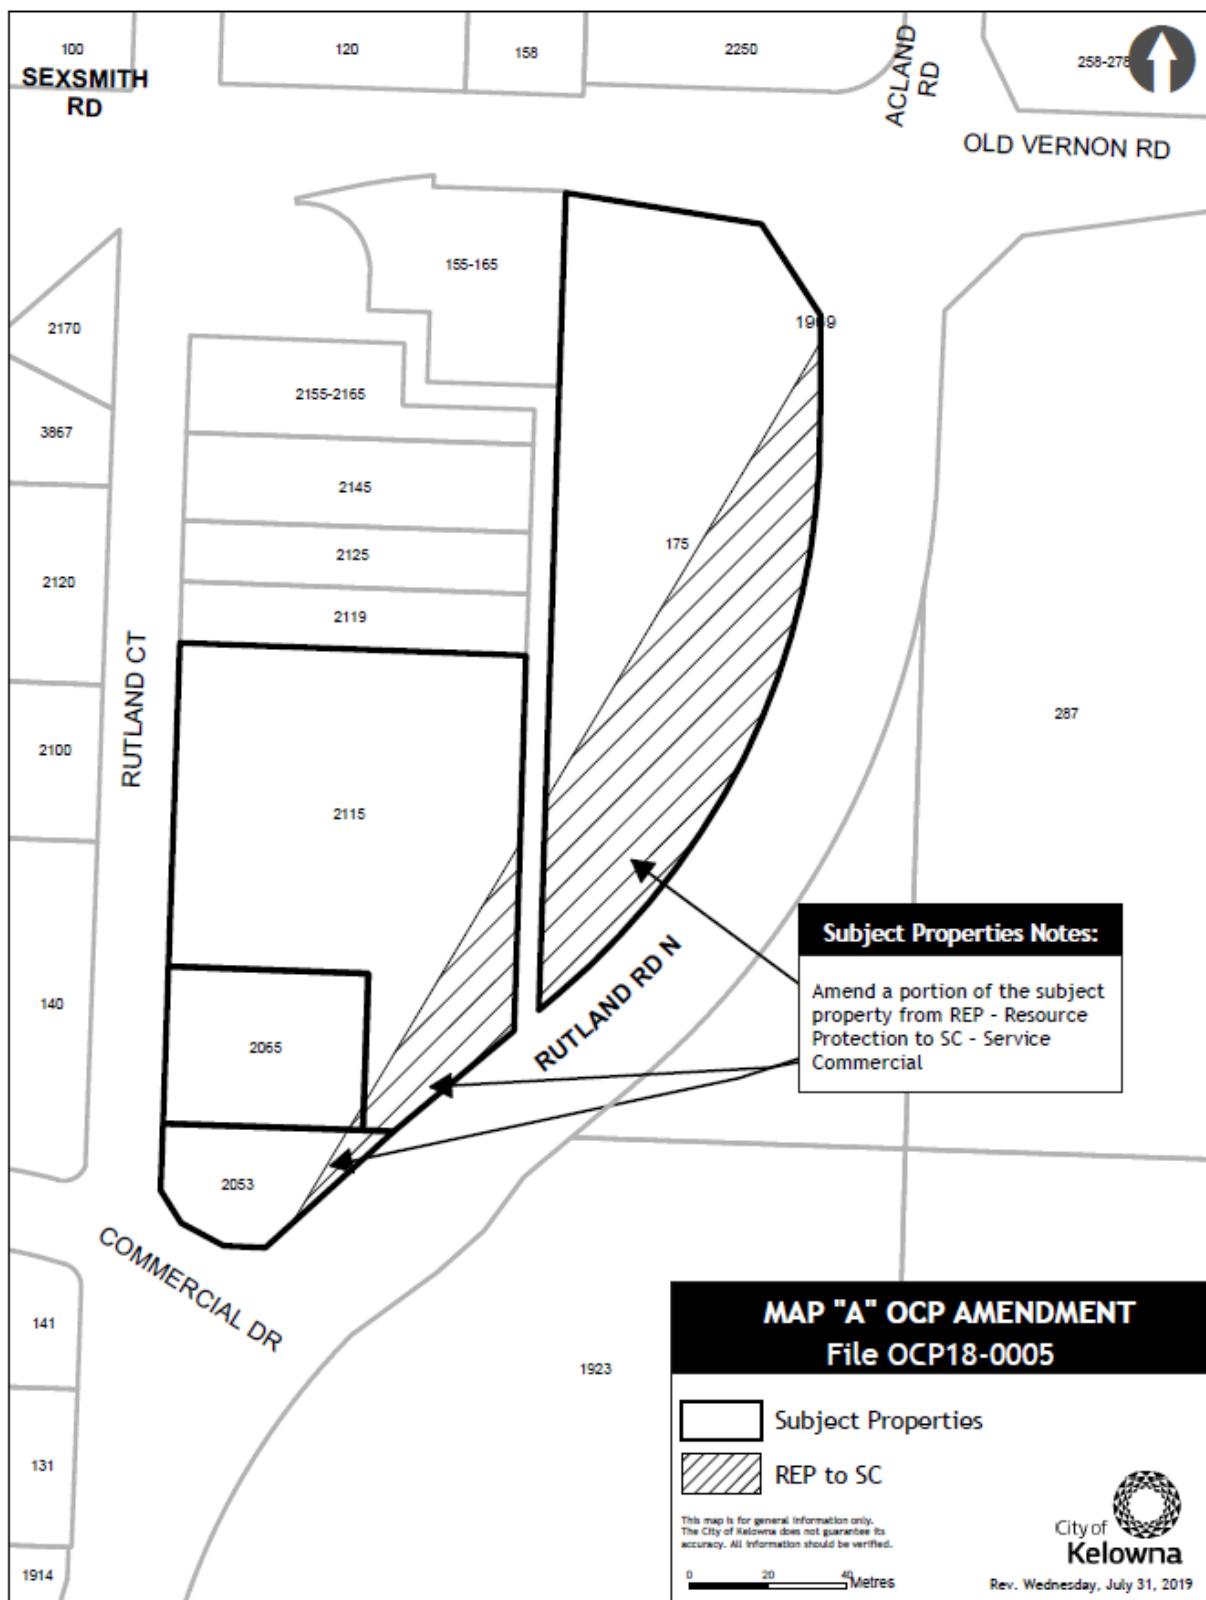 100
120
158
2250
258-278
SEXSMITH
RD
ACLAND
RD
OLD VERNON RD
155-165
2170
1969
2155-2165
3867
2145
175
2125
2120
2119
RUTLAND CT
287
2100
2115
Subject Properties Notes:
Amend a portion of the subject
property from REP - Resource
Protection to SC - Service
Commercial
RUTLAND RD N
140
2065
2053
COMMERCIAL DR
141
1923
131
1914
MAP "A" OCP AMENDMENT
File OCP18-0005
Subject Properties
REP to SC
This map is for general information only.
The City of Kelowna does not guarantee its
accuracy. All information should be verified.
0 20 40 Metres
City of
Kelowna
Rev. Wednesday, July 31, 2019